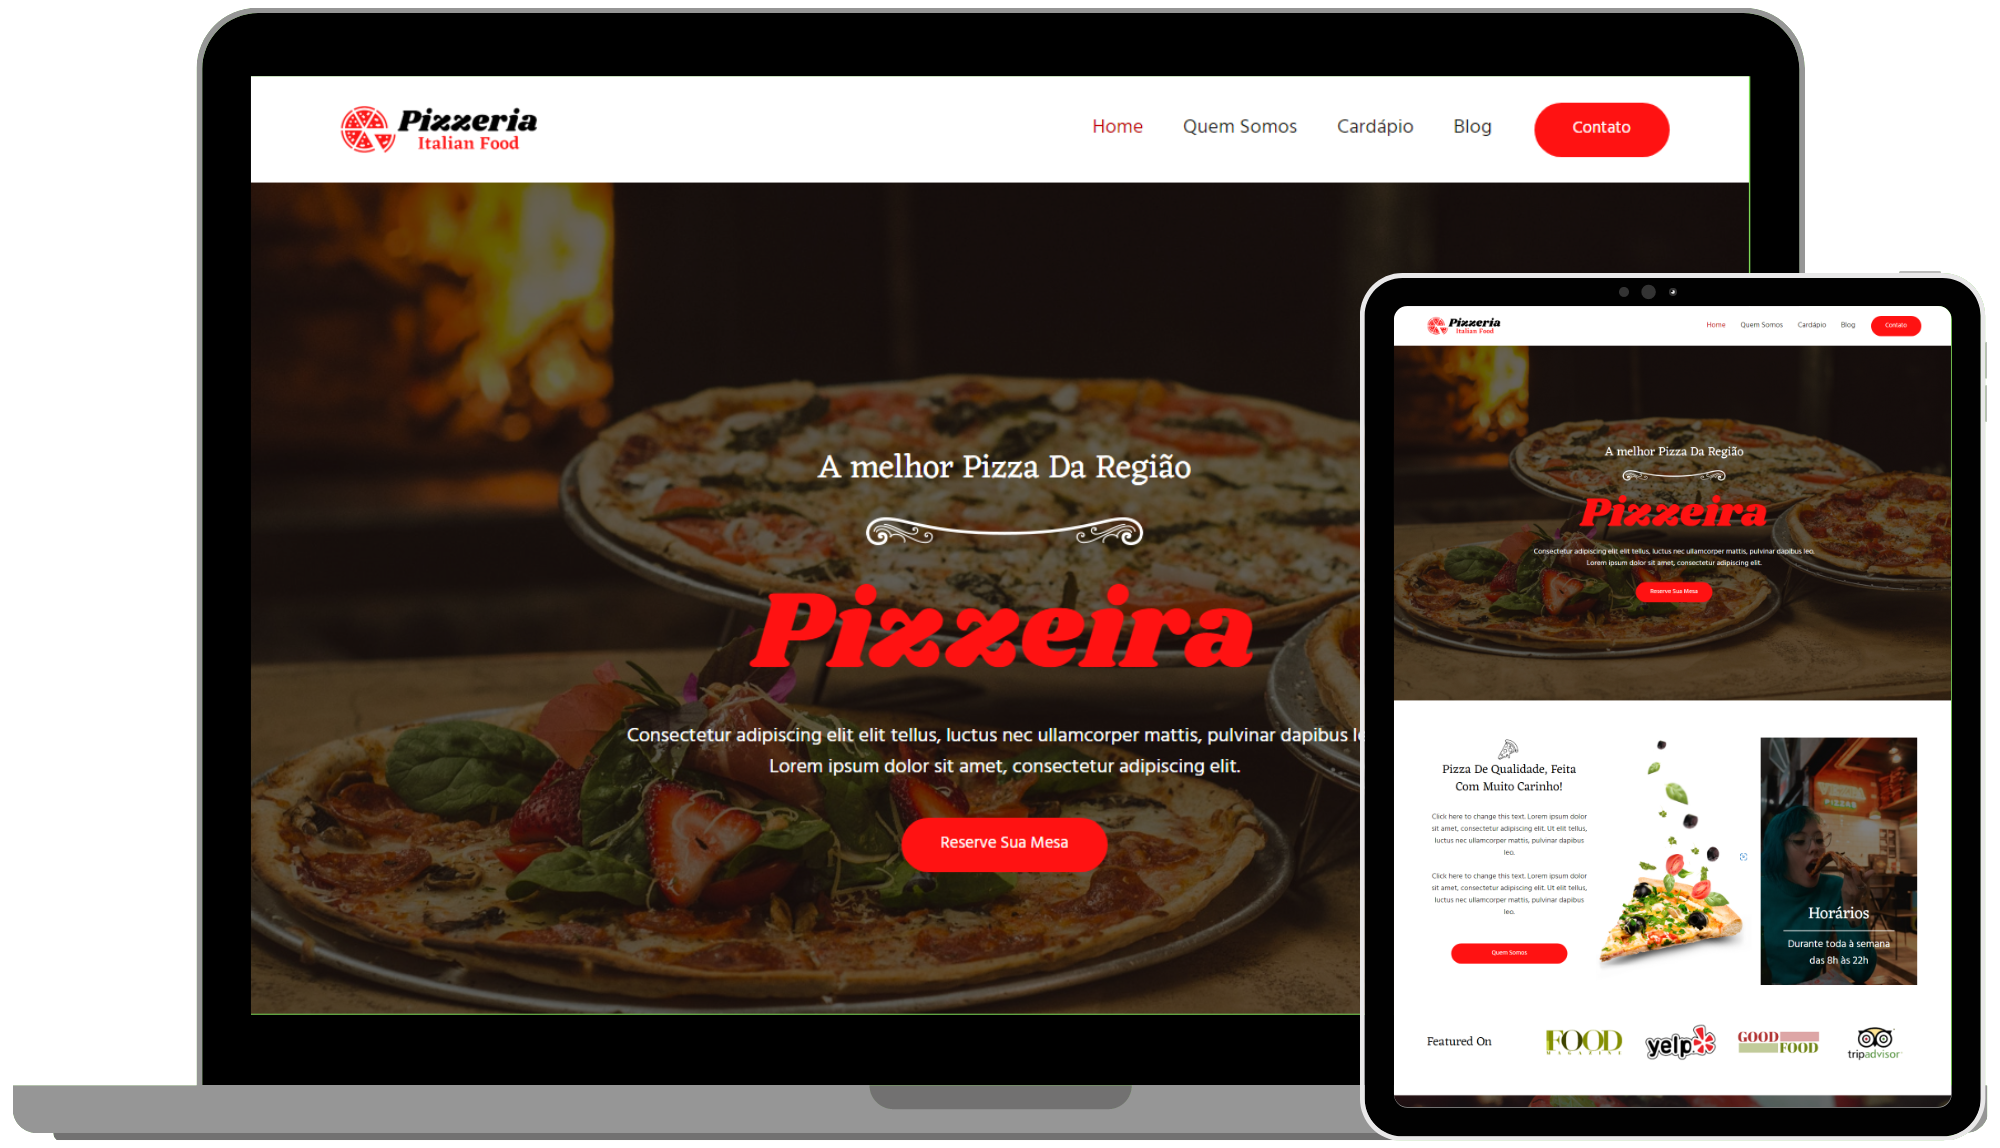 Pizzeria
Italian Food
Home Quem Somos Cardápio Blog Contato
A melhor Pizza Da Região
Pizzeira
Consectetur adipiscing elit elit tellus, luctus nec ullamcorper mattis, pulvinar dapibus
Lorem ipsum dolor sit amet, consectetur adipiscing elit.
Reserve Sua Mesa
Pizzeria
Italian Food
Home Quem Somos Cardápio Blog Contato
A melhor Pizza Da Região
Pizzeira
Consectetur adipiscing elit elit tellus, luctus nec ullamcorper mattis, pulvinar dapibus leo.
Lorem ipsum dolor sit amet, consectetur adipiscing elit.
Reserve Sua Mesa
Pizza De Qualidade, Feita
Com Muito Carinho!
Click here to change this text. Lorem ipsum dolor
sit amet, consectetur adipiscing elit. Ut elit tellus,
luctus nec ullamcorper mattis, pulvinar dapibus
leo.
Click here to change this text. Lorem ipsum dolor
sit amet, consectetur adipiscing elit. Ut elit tellus,
luctus nec ullamcorper mattis, pulvinar dapibus
leo.
Quem Somos
PIZZAS
Horários
Durante toda à semana
das 8h às 22h
Featured On
FOOD
MAGAZINE
yelp
GOOD
FOOD
tripadvisor